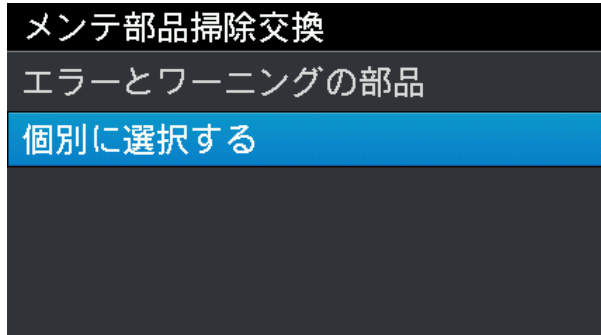 メンテ部品掃除交換
エラーとワーニングの部品
個別に選択する